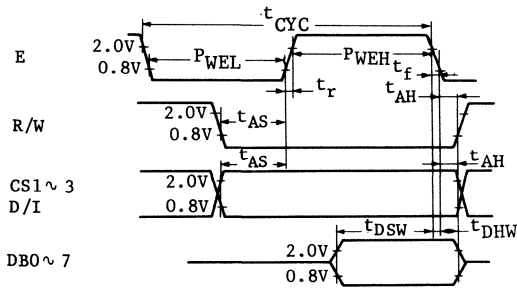 tCYC
E
2.0V
0.8V
PWEL
PWEH
tf
tr
tAH
R/W
2.0V
0.8V
tAS
tAS
tAH
CS1∿3
D/I
2.0V
0.8V
tDSW
tDHW
DB0∿7
2.0V
0.8V